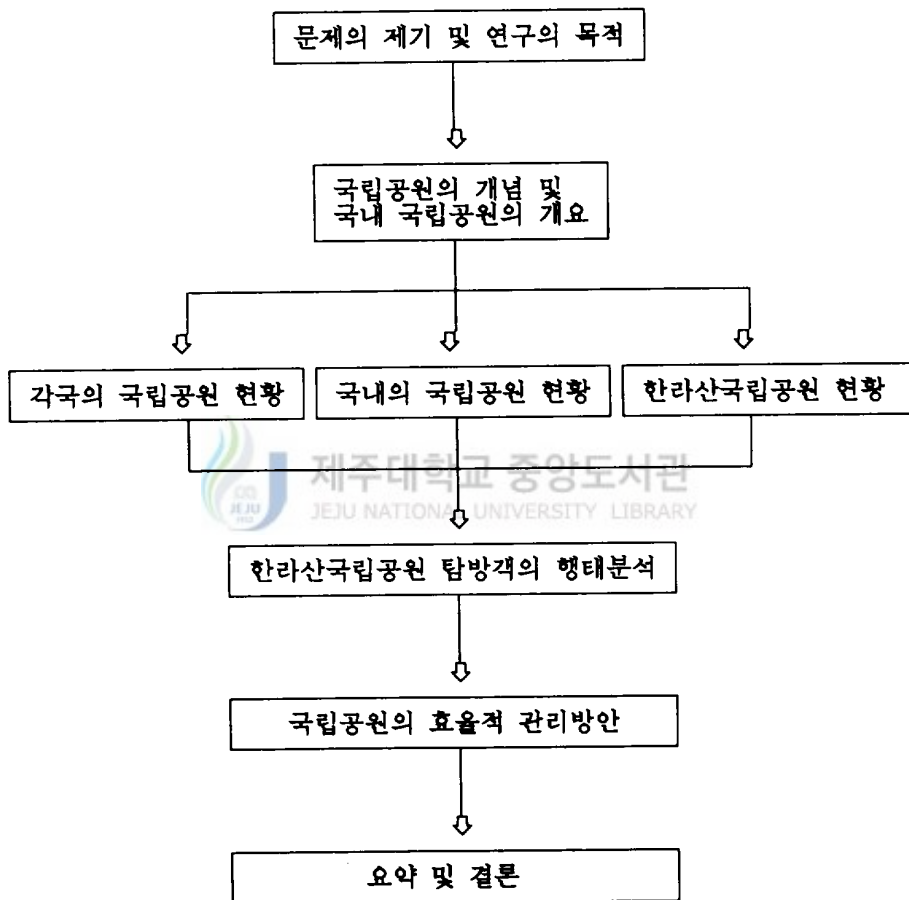 문제의 제기 및 연구의 목적
국립공원의 개념 및
국내 국립공원의 개요
각국의 국립공원 현황
국내의 국립공원 현황
한라산국립공원 현황
제주대학교 중앙도서관
JEJU NATIONAL UNIVERSITY LIBRARY
JEJU
1952
한라산국립공원 탐방객의 행태분석
국립공원의 효율적 관리방안
요약 및 결론